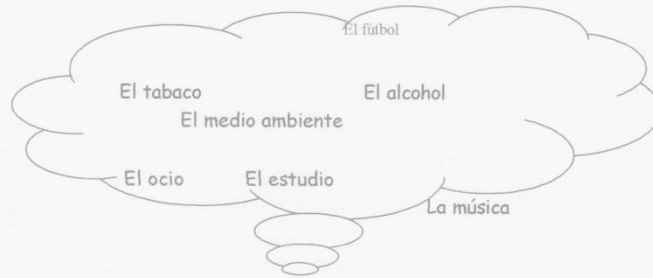 El fútbol
El tabaco
El alcohol
El medio ambiente
El ocio
El estudio
La música